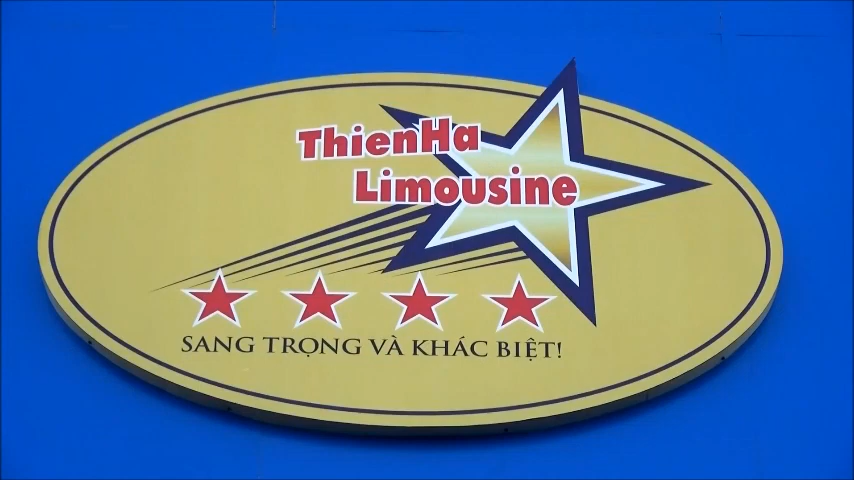 ThienHa
Limousine
SANG TRỌNG VÀ KHÁC BIỆT!